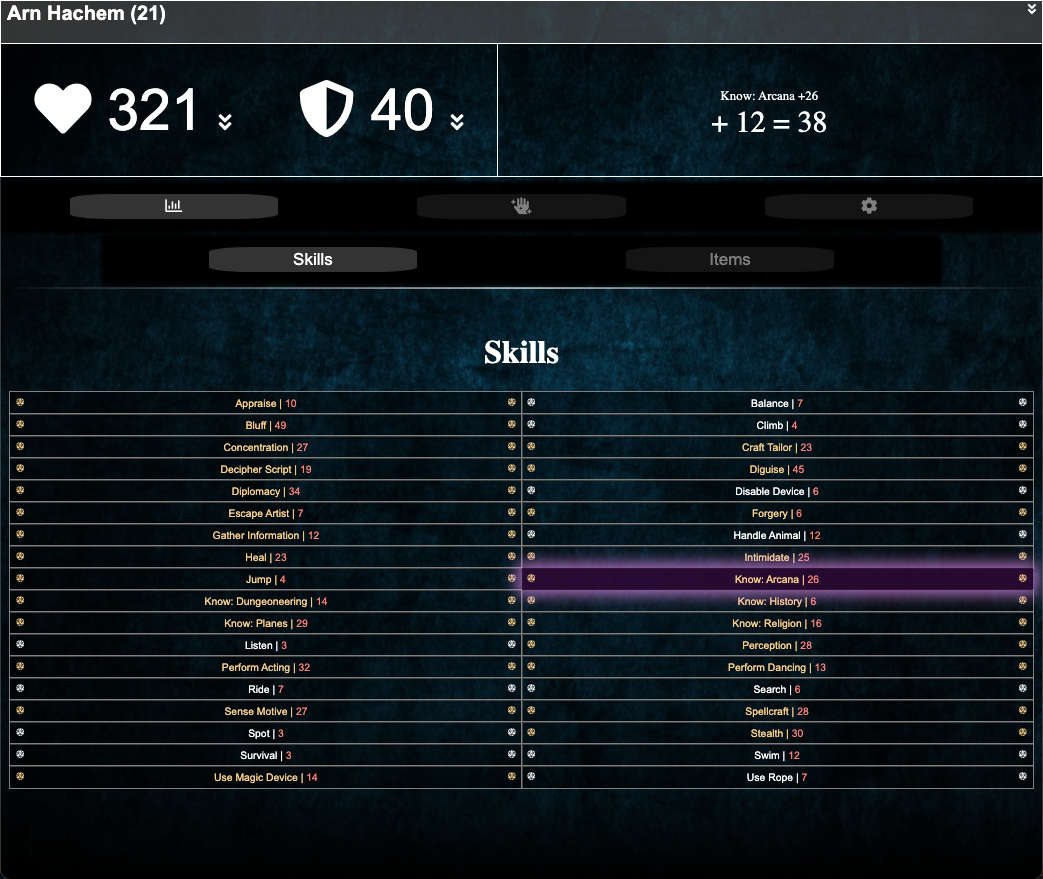 Arn Hachem (21)
321
40
Know: Arcana +26
+ 12 = 38
Skills
Items
Skills
Appraise | 10
Balance | 7
Bluff | 49
Climb | 4
Concentration | 27
Craft Tailor | 23
Decipher Script | 19
Diguise | 45
Diplomacy | 34
Disable Device | 6
Escape Artist | 7
Forgery | 6
Gather Information | 12
Handle Animal | 12
Heal | 23
Intimidate | 25
Jump | 4
Know: Arcana | 26
Know: Dungeoneering | 14
Know: History | 6
Know: Planes | 29
Know: Religion | 16
Listen | 3
Perception | 28
Perform Acting | 32
Perform Dancing | 13
Ride | 7
Search | 6
Sense Motive | 27
Spellcraft | 28
Spot | 3
Stealth | 30
Survival | 3
Swim | 12
Use Magic Device | 14
Use Rope | 7